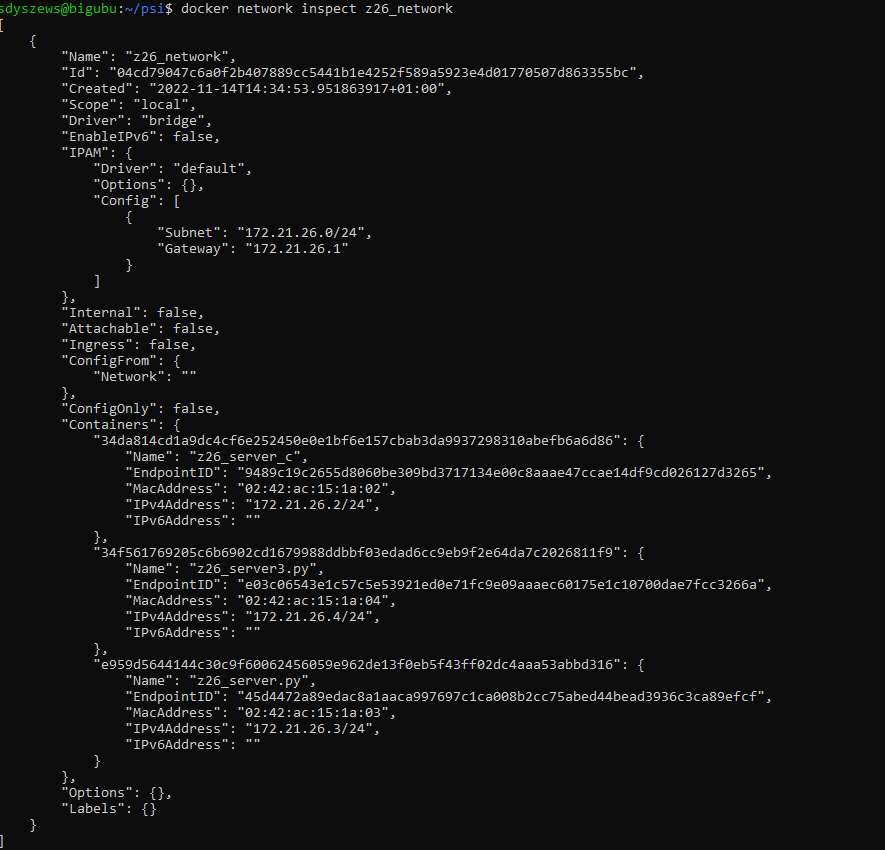 sdyszews@bigubu:~/psi$ docker network inspect z26_network
[
    {
        "Name": "z26_network",
        "Id": "04cd79047c6a0f2b407889cc5441b1e4252f589a5923e4d01770507d863355bc",
        "Created": "2022-11-14T14:34:53.951863917+01:00",
        "Scope": "local",
        "Driver": "bridge",
        "EnableIPv6": false,
        "IPAM": {
            "Driver": "default",
            "Options": {},
            "Config": [
                {
                    "Subnet": "172.21.26.0/24",
                    "Gateway": "172.21.26.1"
                }
            ]
        },
        "Internal": false,
        "Attachable": false,
        "Ingress": false,
        "ConfigFrom": {
            "Network": ""
        },
        "ConfigOnly": false,
        "Containers": {
            "34da814cd1a9dc4cf6e252450e0e1bf6e157cbab3da9937298310abefb6a6d86": {
                "Name": "z26_server_c",
                "EndpointID": "9489c19c2655d8060be309bd3717134e00c8aaae47ccae14df9cd026127d3265",
                "MacAddress": "02:42:ac:15:1a:02",
                "IPv4Address": "172.21.26.2/24",
                "IPv6Address": ""
            },
            "34f561769205c6b6902cd1679988ddbbf03edad6cc9eb9f2e64da7c2026811f9": {
                "Name": "z26_server3.py",
                "EndpointID": "e03c06543e1c57c5e53921ed0e71fc9e09aaaec60175e1c10700dae7fcc3266a",
                "MacAddress": "02:42:ac:15:1a:04",
                "IPv4Address": "172.21.26.4/24",
                "IPv6Address": ""
            },
            "e959d5644144c30c9f60062456059e962de13f0eb5f43ff02dc4aaa53abbd316": {
                "Name": "z26_server.py",
                "EndpointID": "45d4472a89edac8a1aaca997697c1ca008b2cc75abed44bead3936c3ca89efcf",
                "MacAddress": "02:42:ac:15:1a:03",
                "IPv4Address": "172.21.26.3/24",
                "IPv6Address": ""
            }
        },
        "Options": {},
        "Labels": {}
    }
]